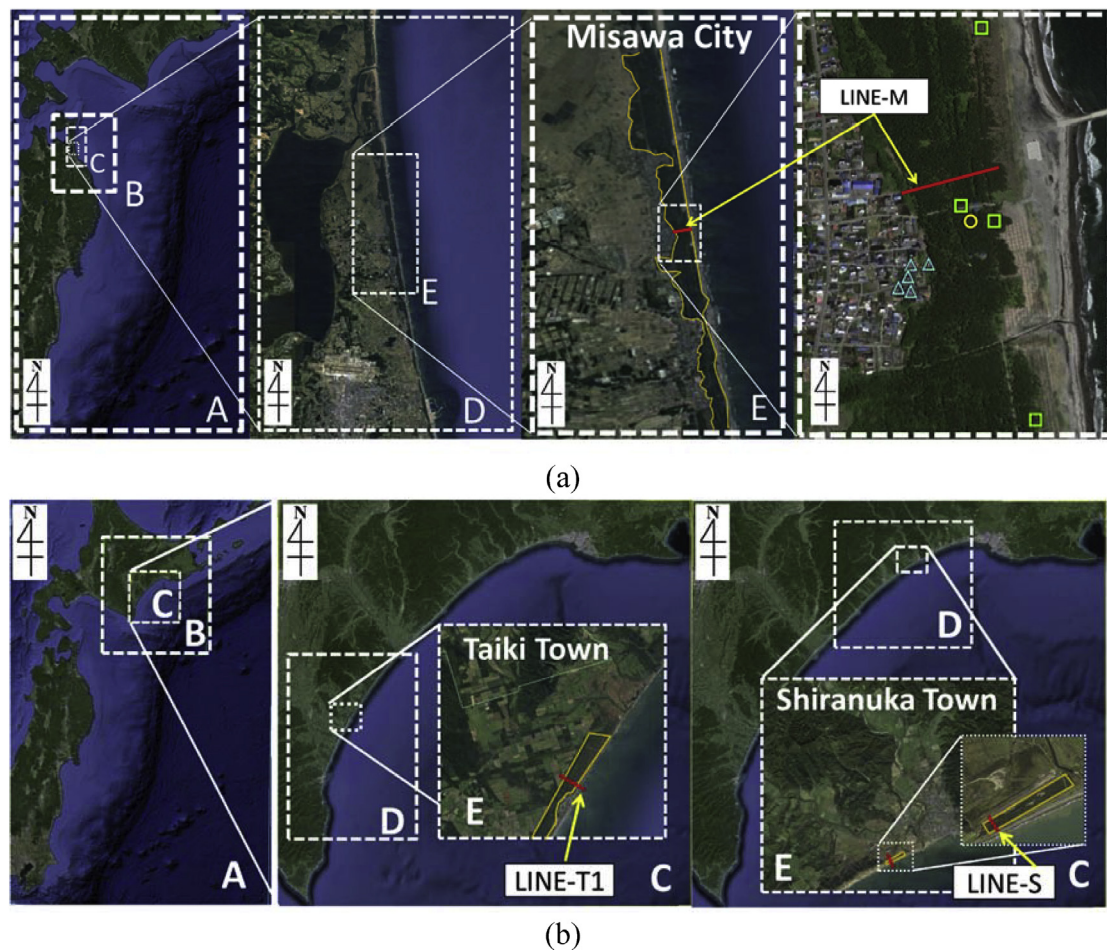 N
C
B
A
N
E
D
Misawa City
N
E
LINE-M
N
(a)
N
C
B
A
N
Taiki Town
D
E
LINE-T1
C
N
D
Shiranuka Town
E
LINE-S
C
(b)